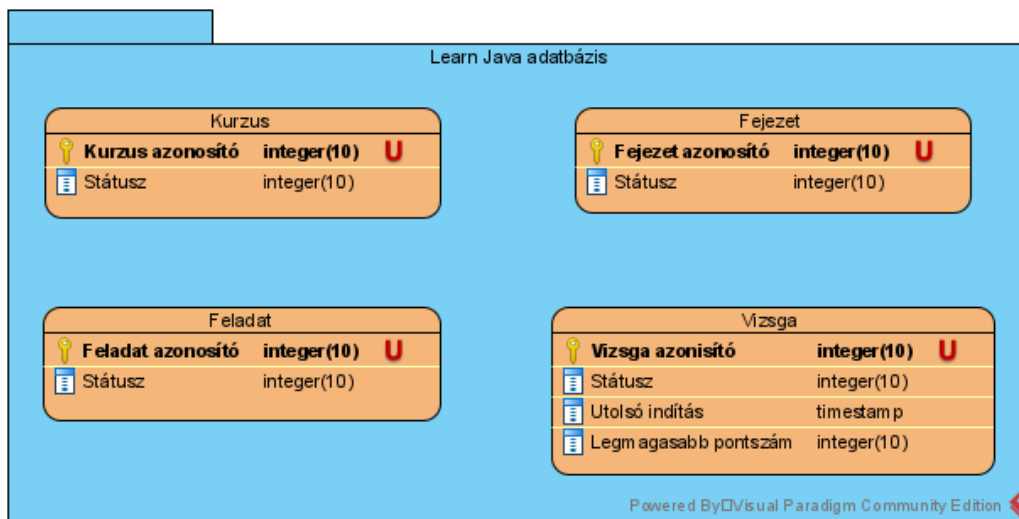 Learn Java adatbázis
Kurzus
Kurzus azonosító integer(10) U
Státusz integer(10)
Fejezet
Fejezet azonosító integer(10) U
Státusz integer(10)
Feladat
Feladat azonosító integer(10) U
Státusz integer(10)
Vizsga
Vizsga azonisító integer(10) U
Státusz integer(10)
Utolsó indítás timestamp
Legmagasabb pontszám integer(10)
Powered By□Visual Paradigm Community Edition